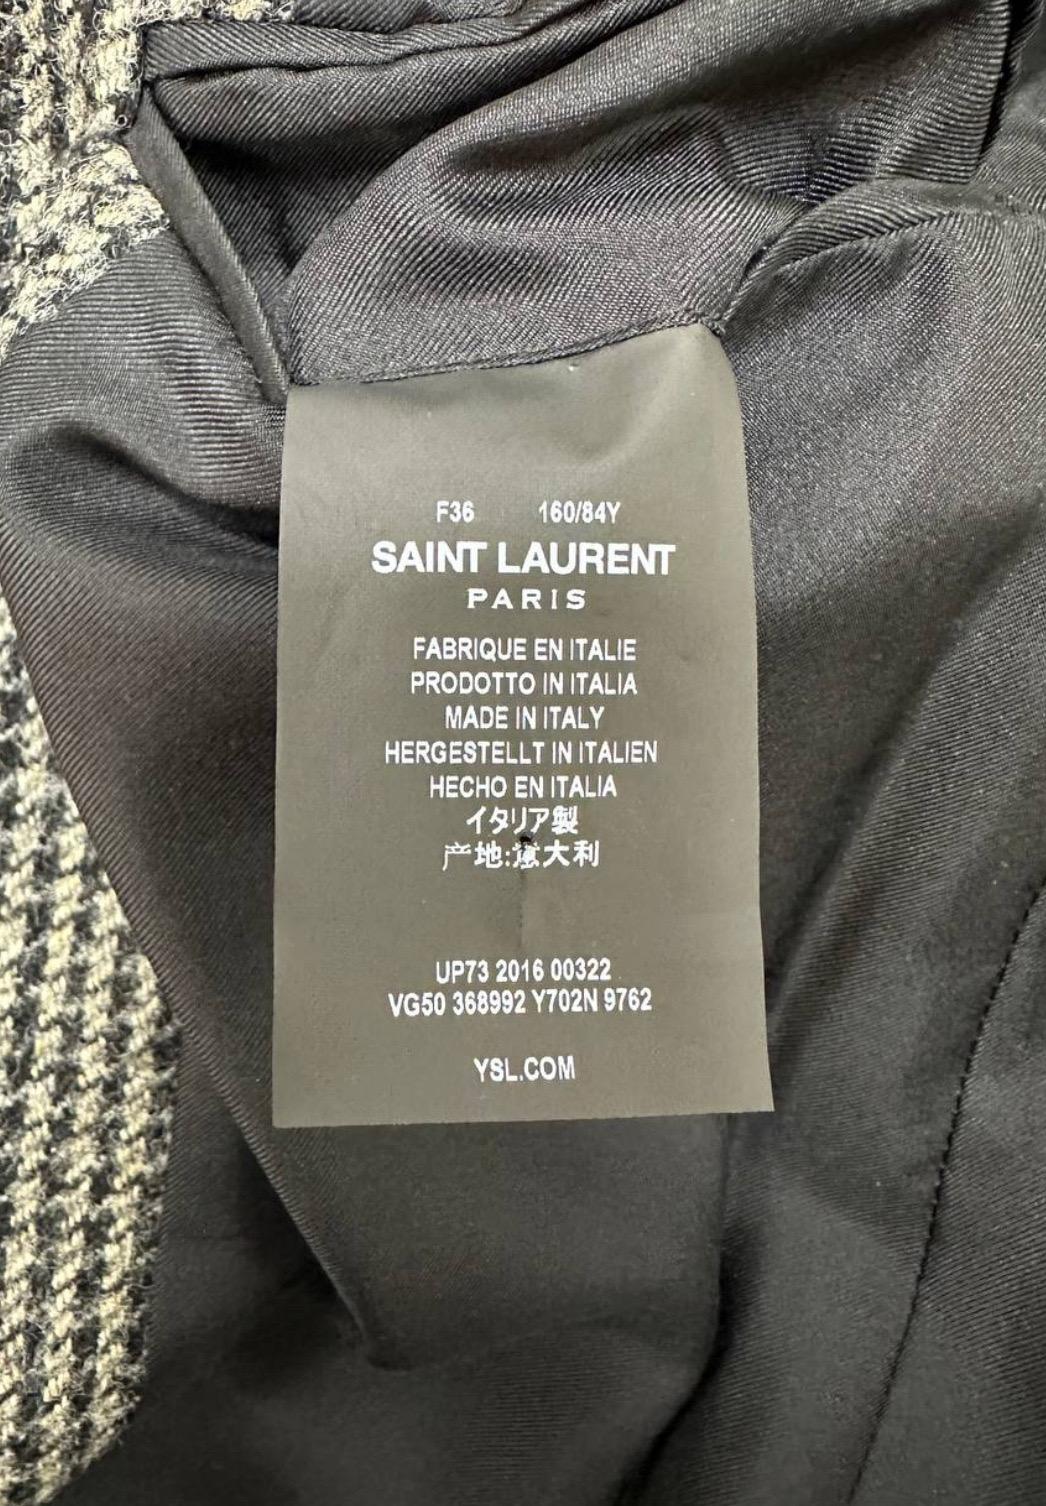 F36 160/84Y
SAINT LAURENT
PARIS
FABRIQUE EN ITALIE
PRODOTTO IN ITALIA
MADE IN ITALY
HERGESTELLT IN ITALIEN
HECHO EN ITALIA
イタリア製
产地:意大利
UP73 2016 00322
VG50 368992 Y702N 9762
YSL.COM